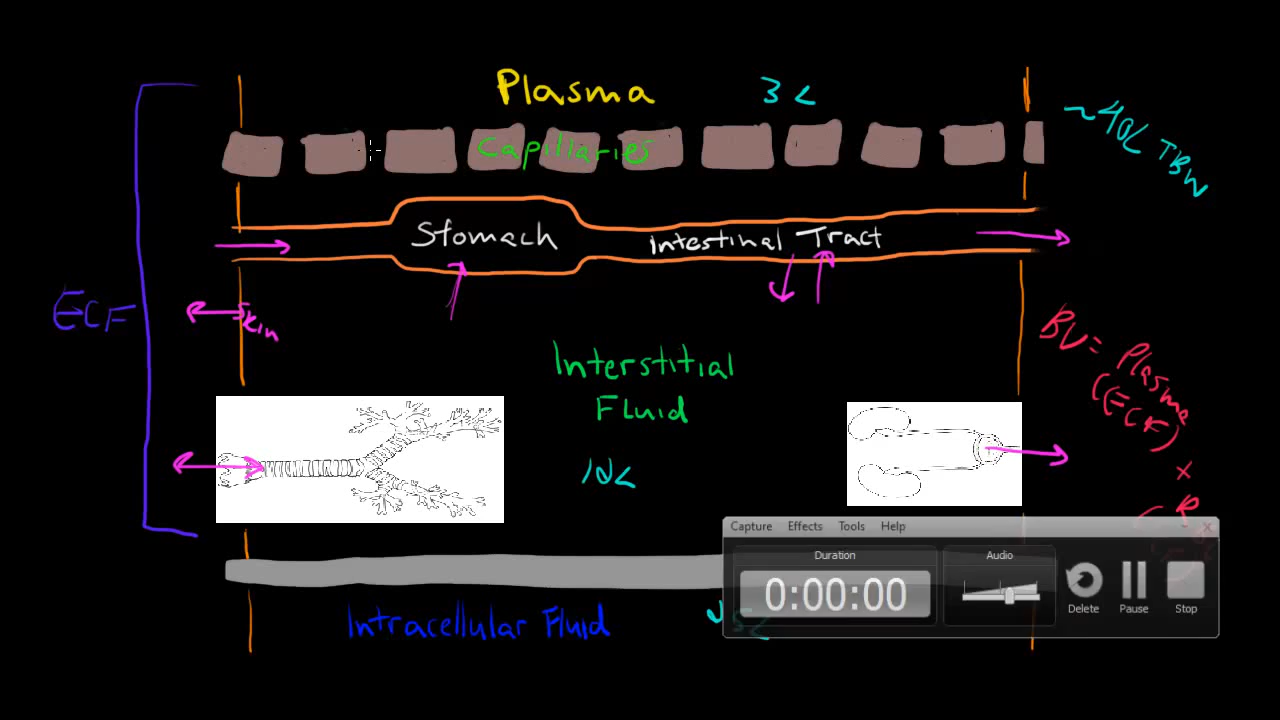 Plasma 3L
~40L TBW
Capillaries
Stomach
Intestinal Tract
ECF
Skin
Interstitial
Fluid
10L
BV = Plasma
(ECF)
x
Capture Effects Tools Help
Duration
Audio
0:00:00
Delete
Pause
Stop
Intracellular Fluid